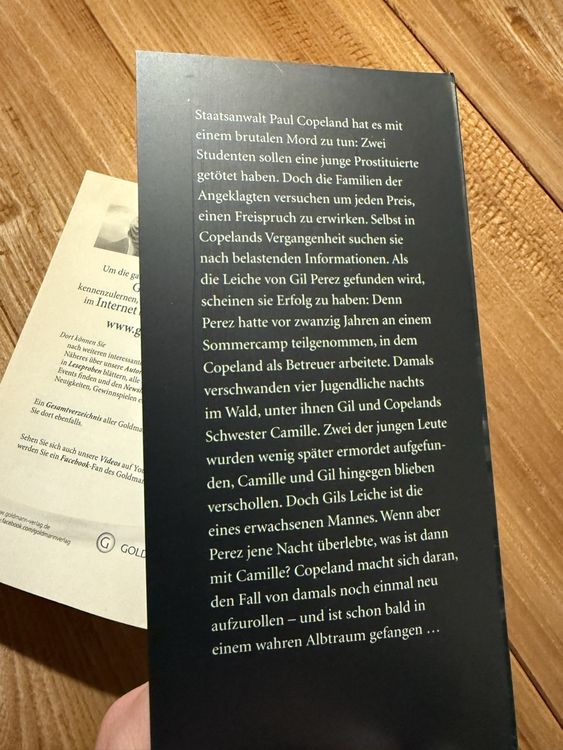 Staatsanwalt Paul Copeland hat es mit
einem brutalen Mord zu tun: Zwei
Studenten sollen eine junge Prostituierte
getötet haben. Doch die Familien der
Angeklagten versuchen um jeden Preis,
einen Freispruch zu erwirken. Selbst in
Copelands Vergangenheit suchen sie
nach belastenden Informationen. Als
die Leiche von Gil Perez gefunden wird,
scheinen sie Erfolg zu haben: Denn
Perez hatte vor zwanzig Jahren an einem
Sommercamp teilgenommen, in dem
Copeland als Betreuer arbeitete. Damals
verschwanden vier Jugendliche nachts
im Wald, unter ihnen Gil und Copelands
Schwester Camille. Zwei der jungen Leute
wurden wenig später ermordet aufgefun-
den, Camille und Gil hingegen blieben
verschollen. Doch Gils Leiche ist die
eines erwachsenen Mannes. Wenn aber
Perez jene Nacht überlebte, was ist dann
mit Camille? Copeland macht sich daran,
den Fall von damals noch einmal neu
aufzurollen – und ist schon bald in
einem wahren Albtraum gefangen …
Um die
kennenzulernen,
im Internet
www.g
Dort können Sie
nach weiteren interessant
Näheres über unsere Autor
in Leseproben blättern, alle
Events finden und den News
Neuigkeiten, Gewinnspielen
Ein Gesamtverzeichnis aller Goldma
Sie dort ebenfalls.
Sehen Sie sich auch unsere Videos auf You
werden Sie ein Facebook-Fan des Goldma
www.goldmann-verlag.de
facebook.com/goldmannverlag
G GOLD